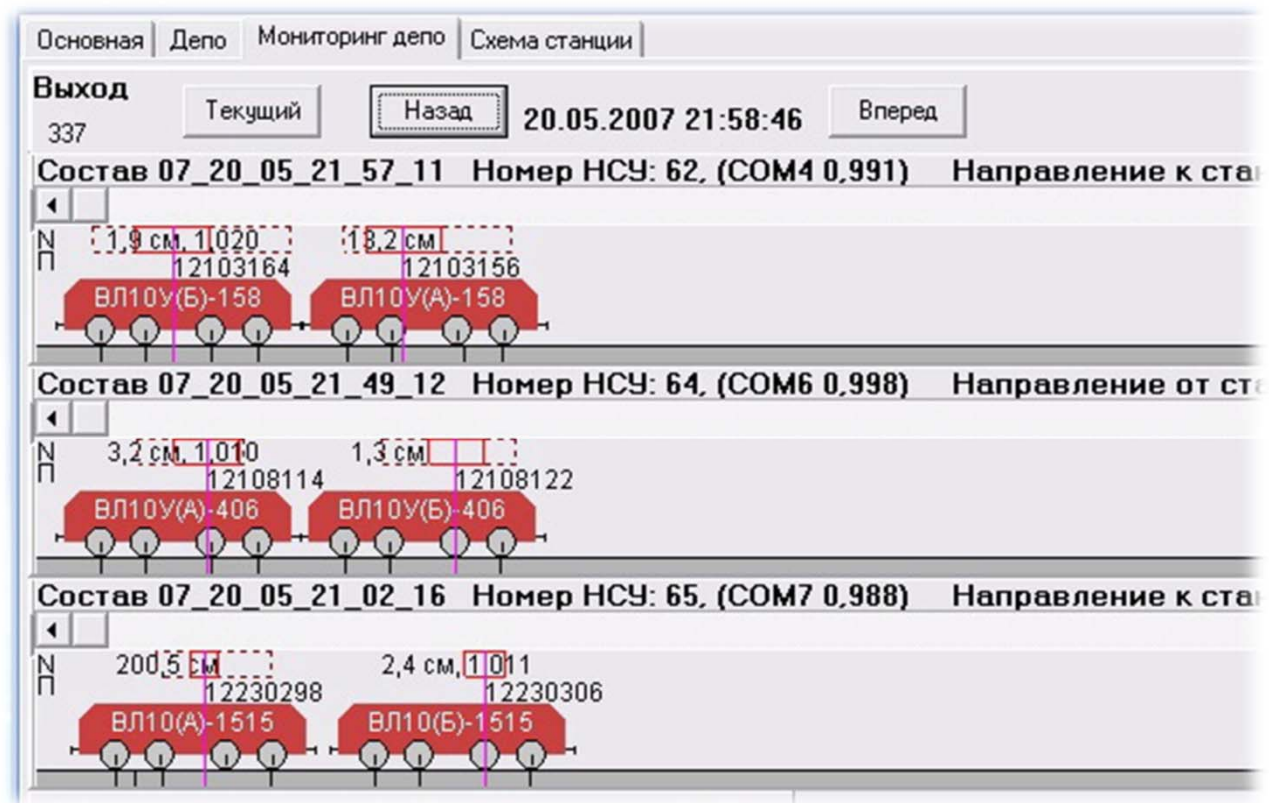 Основная Депо Мониторинг депо Схема станции
Выход Текущий Назад 20.05.2007 21:58:46 Вперед
337
Состав 07_20_05_21_57_11 Номер НСУ: 62, (COM4 0,991) Направление к ста
N 1,9 см, 1,020 13,2 см
П 12103164 12103156
ВЛ10У(Б)-158 ВЛ10У(А)-158
Состав 07_20_05_21_49_12 Номер НСУ: 64, (COM6 0,998) Направление от ст
N 3,2 см, 1,010 1,3 см
П 12108114 12108122
ВЛ10У(А)-406 ВЛ10У(Б)-406
Состав 07_20_05_21_02_16 Номер НСУ: 65, (COM7 0,988) Направление к ста
N 200,5 см 2,4 см, 1,011
П 12230298 12230306
ВЛ10(А)-1515 ВЛ10(Б)-1515